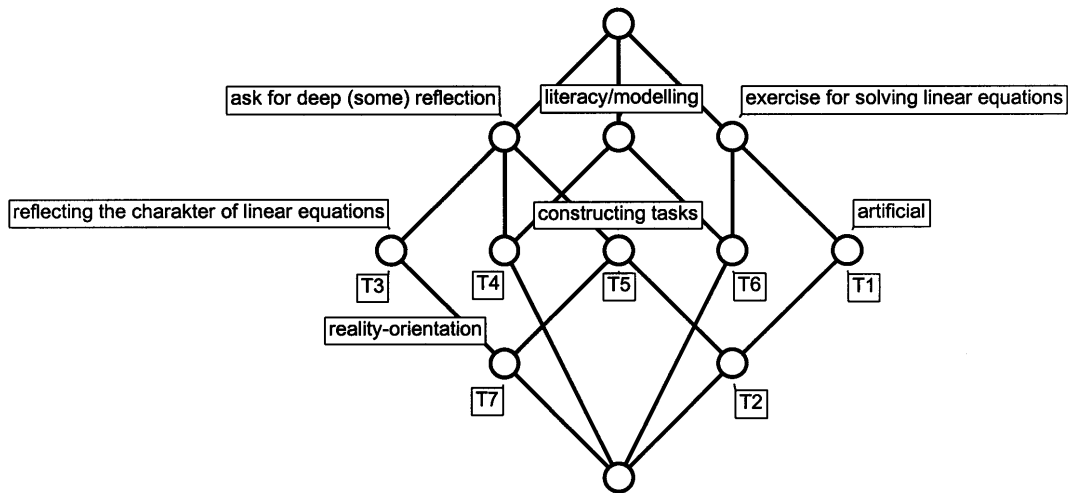 ask for deep (some) reflection
literacy/modelling
exercise for solving linear equations
reflecting the charakter of linear equations
constructing tasks
artificial
T3
T4
T5
T6
T1
reality-orientation
T7
T2